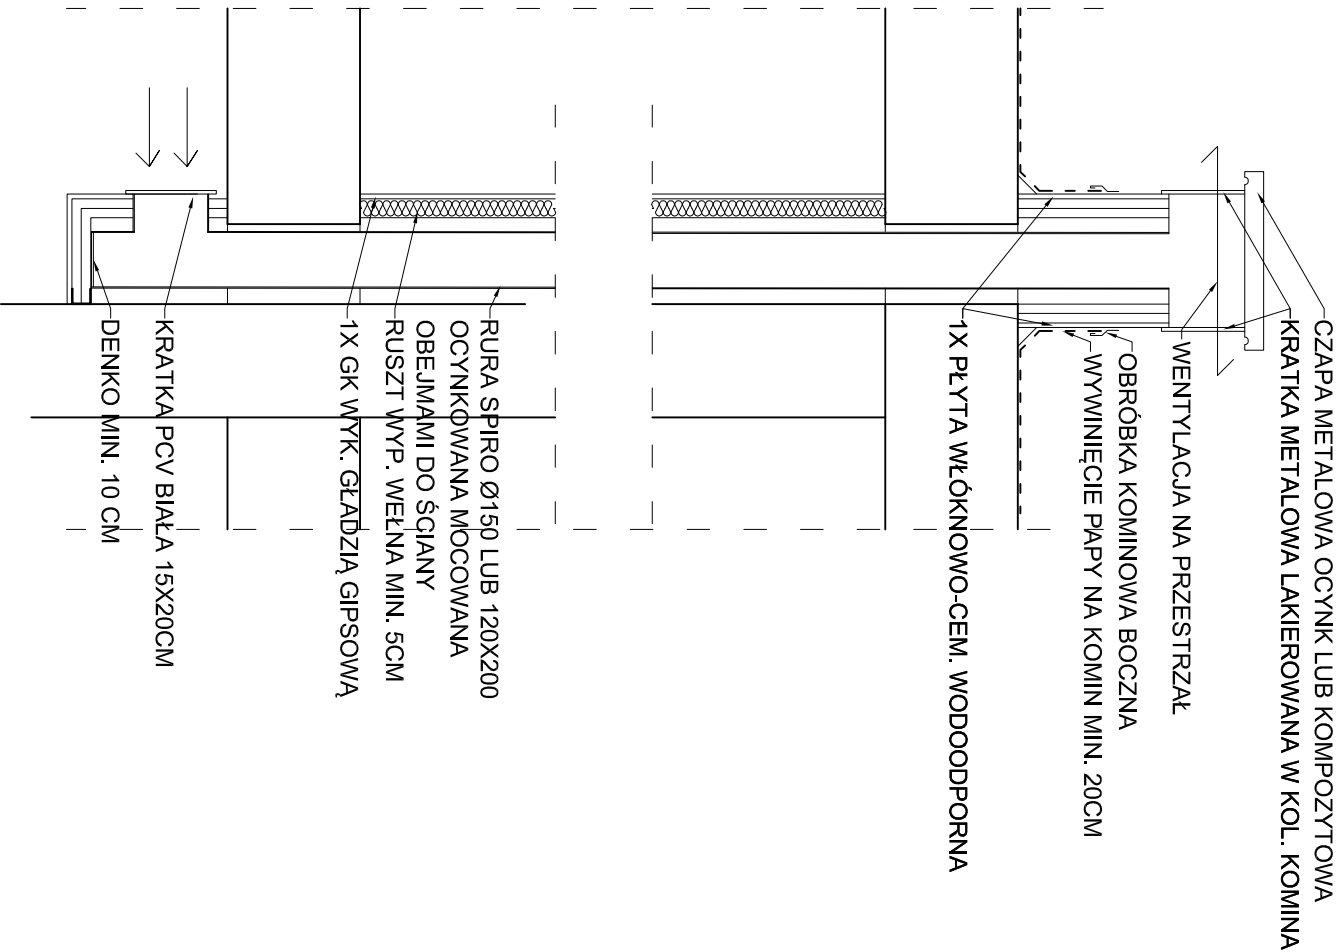 CZAPA METALOWA OCYNK LUB KOMPOZYTOWA
KRATKA METALOWA LAKIEROWANA W KOL. KOMINA
WENTYLACJA NA PRZESTRZAŁ
OBRÓBKA KOMINOWA BOCZNA
WYWINIĘCIE PAPY NA KOMIN MIN. 20CM
1X PŁYTA WŁÓKNOWO-CEM. WODOODPORNA
RURA SPIRO Ø150 LUB 120X200
OCYNKOWANA MOCOWANA
OBEJMAMI DO ŚCIANY
RUSZT WYP. WEŁNA MIN. 5CM
1X GK WYK. GŁADZIĄ GIPSOWĄ
KRATKA PCV BIAŁA 15X20CM
DENKO MIN. 10 CM